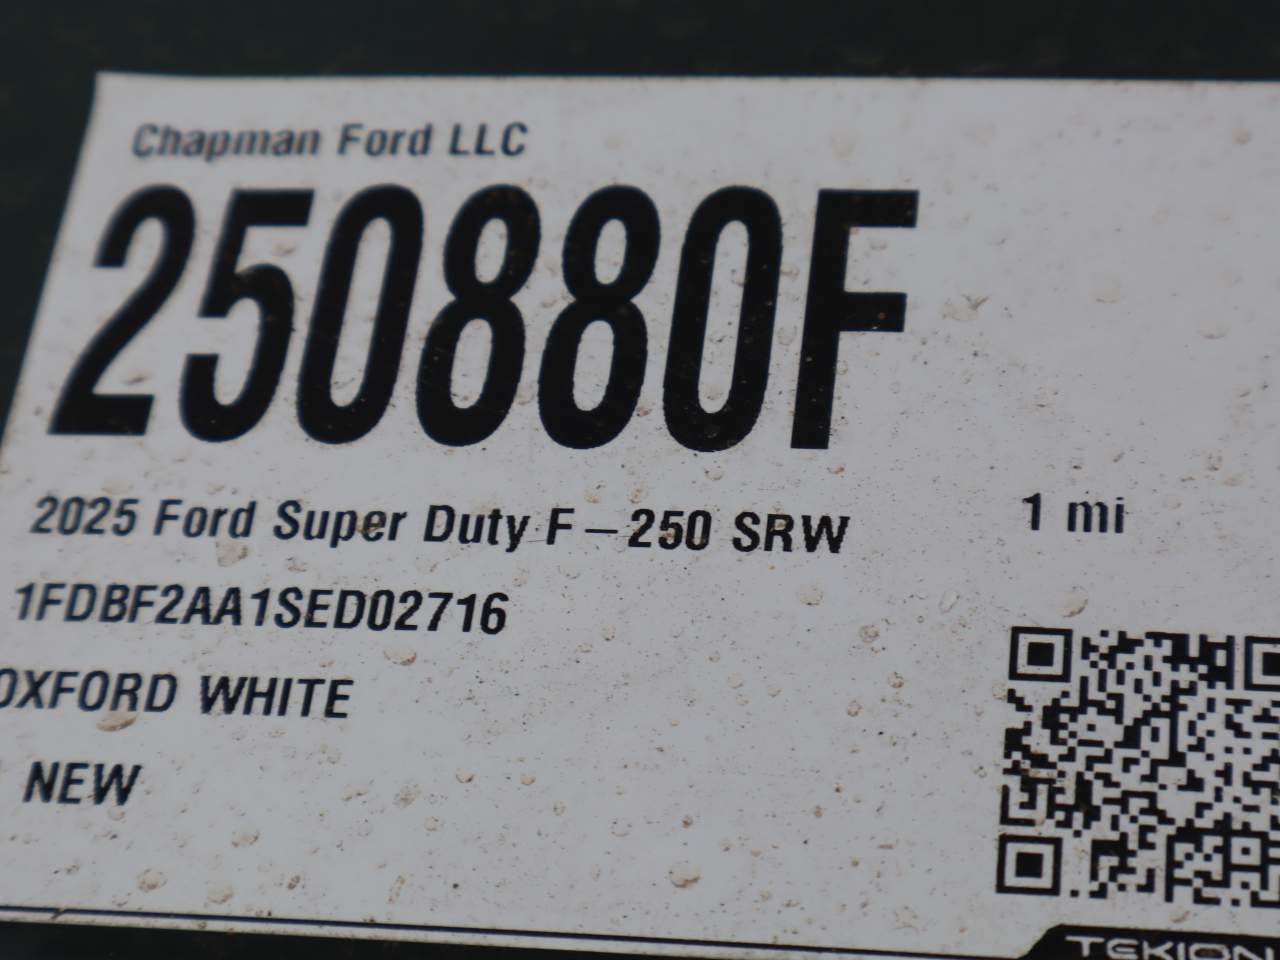 Chapman Ford LLC
250880F
2025 Ford Super Duty F-250 SRW 1 mi
1FDBF2AA1SED02716
OXFORD WHITE
NEW
TEKION